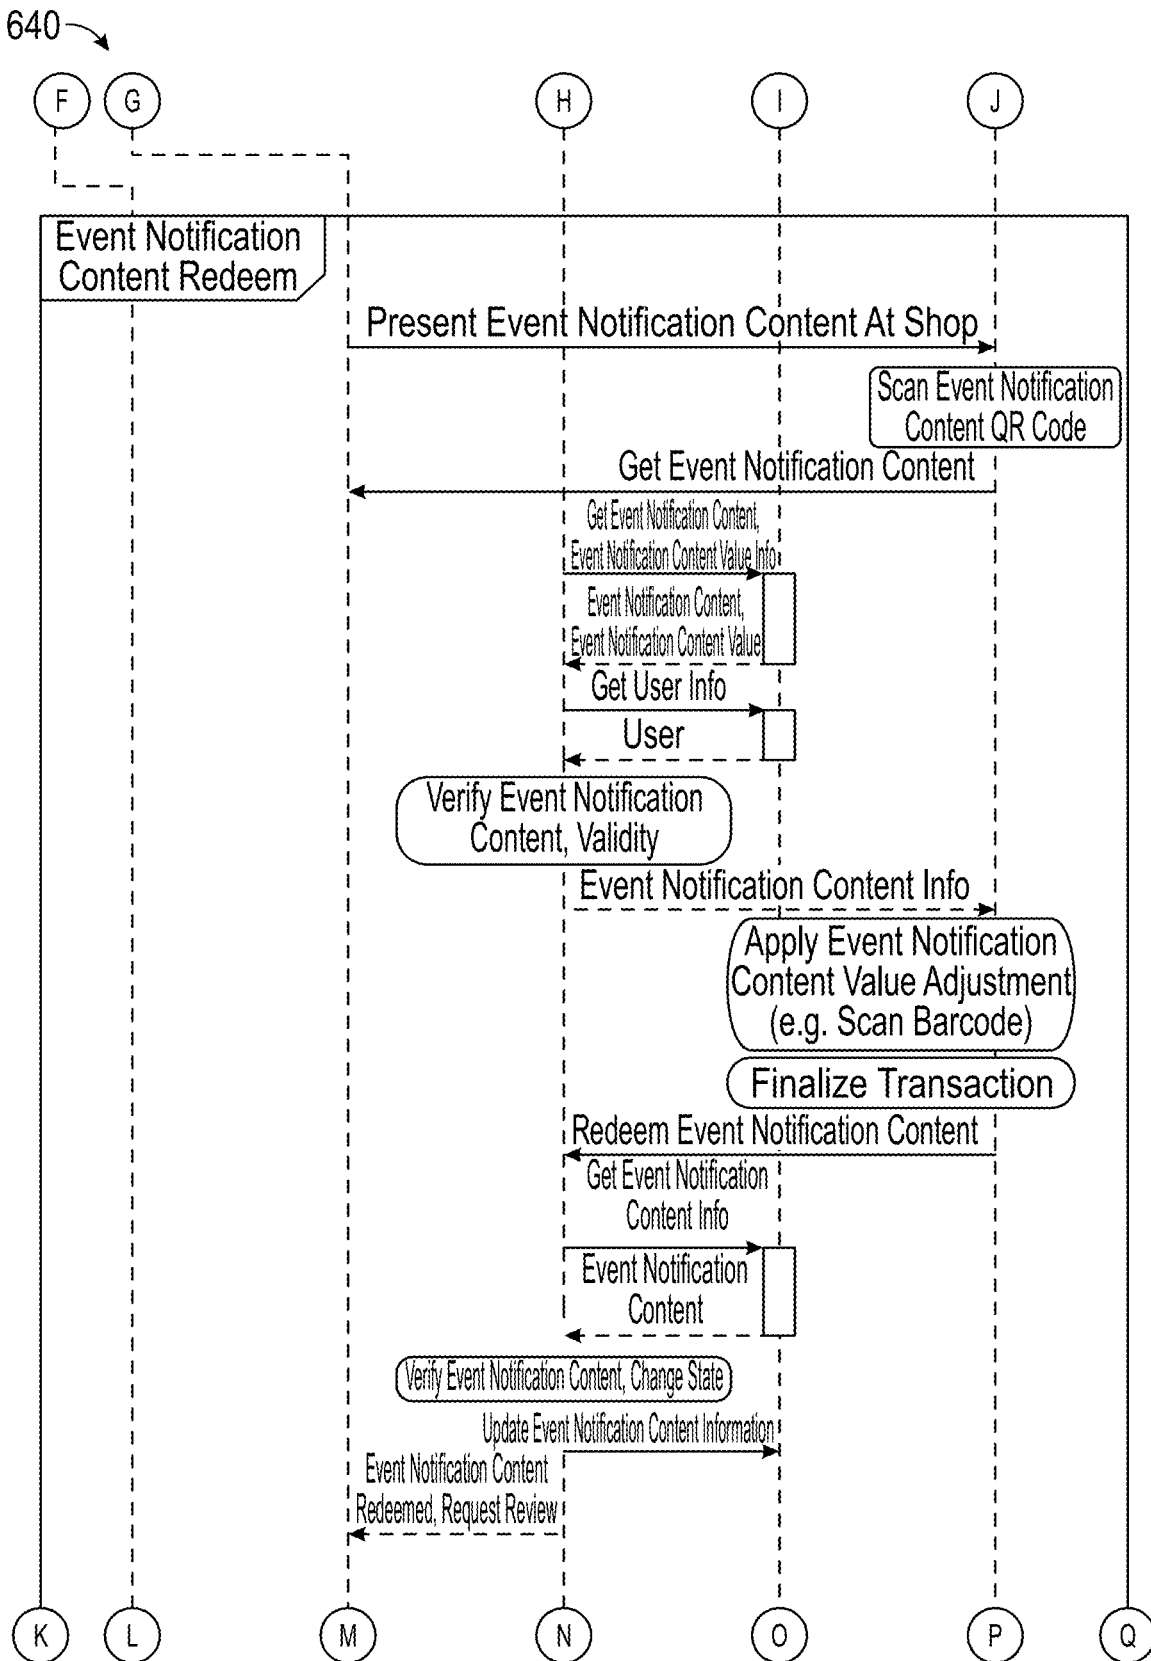 640
F G H I J
Event Notification
Content Redeem
Present Event Notification Content At Shop
Scan Event Notification
Content QR Code
Get Event Notification Content
Get Event Notification Content,
Event Notification Content Value Info
Event Notification Content,
Event Notification Content Value
Get User Info
User
Verify Event Notification
Content, Validity
Event Notification Content Info
Apply Event Notification
Content Value Adjustment
(e.g. Scan Barcode)
Finalize Transaction
Redeem Event Notification Content
Get Event Notification
Content Info
Event Notification
Content
Verify Event Notification Content, Change State
Update Event Notification Content Information
Event Notification Content
Redeemed, Request Review
K L M N O P Q